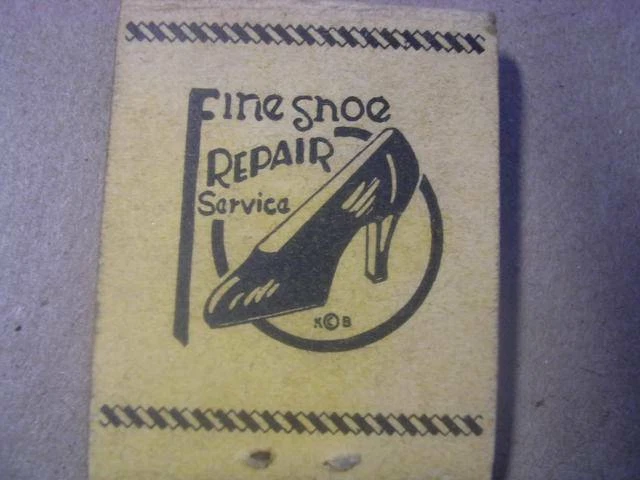 Fine Shoe
REPAIR
Service
K©B